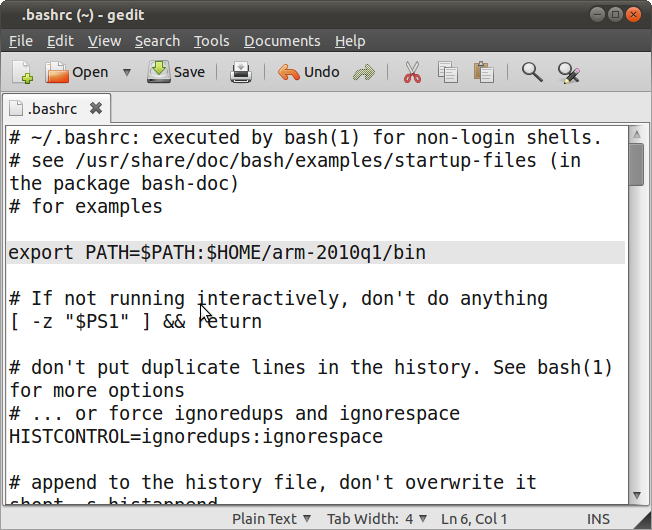 .bashrc (~) - gedit
File Edit View Search Tools Documents Help
Open Save Undo
.bashrc
# ~/.bashrc: executed by bash(1) for non-login shells.
# see /usr/share/doc/bash/examples/startup-files (in
the package bash-doc)
# for examples
export PATH=$PATH:$HOME/arm-2010q1/bin
# If not running interactively, don't do anything
[ -z "$PS1" ] && return
# don't put duplicate lines in the history. See bash(1)
for more options
# ... or force ignoredups and ignorespace
HISTCONTROL=ignoredups:ignorespace
# append to the history file, don't overwrite it
shopt -s histappend
Plain Text Tab Width: 4 Ln 6, Col 1 INS